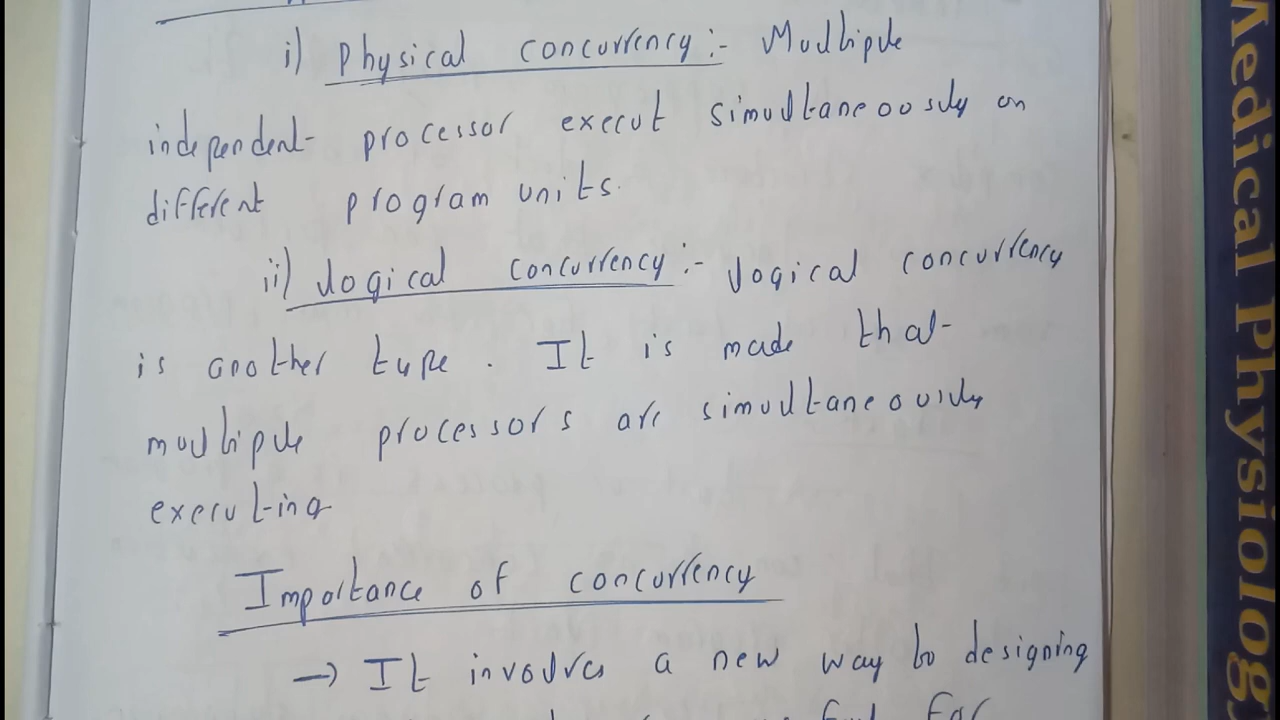 i) Physical concurrency :- Multiple
independent processor execut simultaneously on
different program units.
ii) logical concurrency :- logical concurrency
is another type . It is made that
multiple processors are simultaneously
executing
Importance of concurrency
→ It involves a new way to designing
for
Medical Physiology